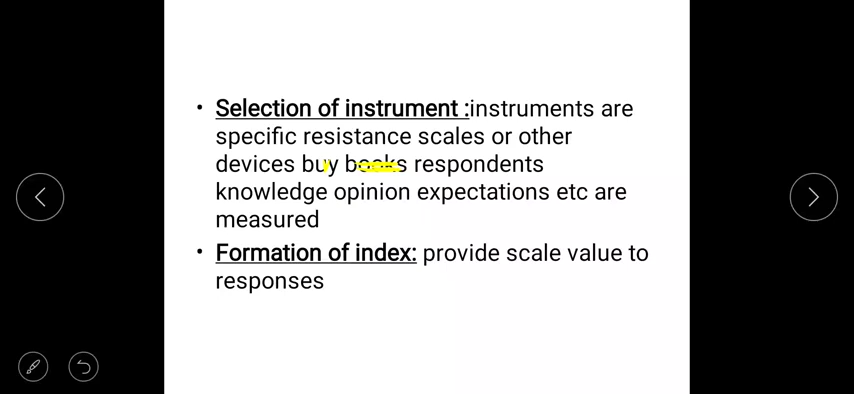 • Selection of instrument :instruments are
specific resistance scales or other
devices buy books respondents
knowledge opinion expectations etc are
measured
• Formation of index: provide scale value to
responses